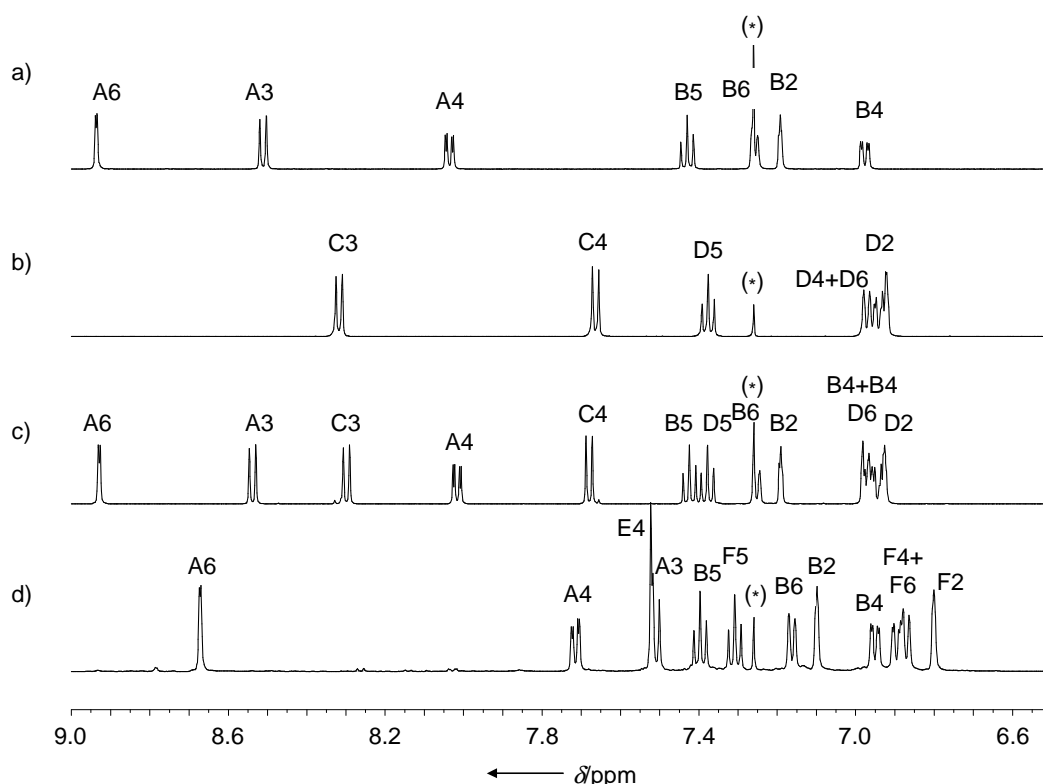 (*)
a)
A6 A3 A4 B5 B6 B2 B4
b)
C3 C4 D5 (*) D4+D6 D2
c)
(*) B4+B4
A6 A3 C3 A4 C4 B5 D5 B6 B2 D6 D2
d)
E4
A6 A4 A3 B5 F5 (*) B6 B2 B4 F4+ F2
F6
9.0 8.6 8.2 7.8 7.4 7.0 6.6
δ/ppm